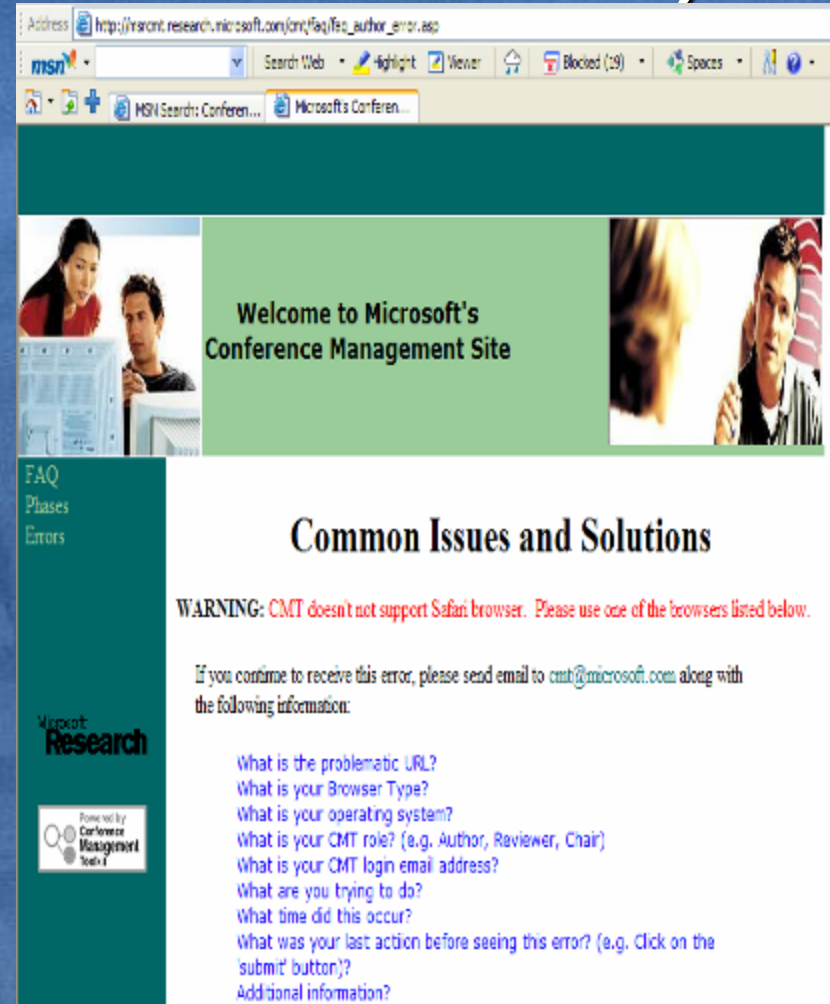 Address http://msrcmt.research.microsoft.com/cmt/faq/faq_author_error.asp
msn Search Web Highlight Viewer Blocked (19) Spaces
MSN Search: Conferen... Microsoft's Conferen...
Welcome to Microsoft's
Conference Management Site
FAQ
Phases
Errors
Common Issues and Solutions
WARNING: CMT doesn't not support Safari browser. Please use one of the browsers listed below.
If you continue to receive this error, please send email to cmt@microsoft.com along with
the following information:
Microsoft
Research
Powered by
Conference
Management
Toolkit
What is the problematic URL?
What is your Browser Type?
What is your operating system?
What is your CMT role? (e.g. Author, Reviewer, Chair)
What is your CMT login email address?
What are you trying to do?
What time did this occur?
What was your last actiion before seeing this error? (e.g. Click on the
'submit' button)?
Additional information?